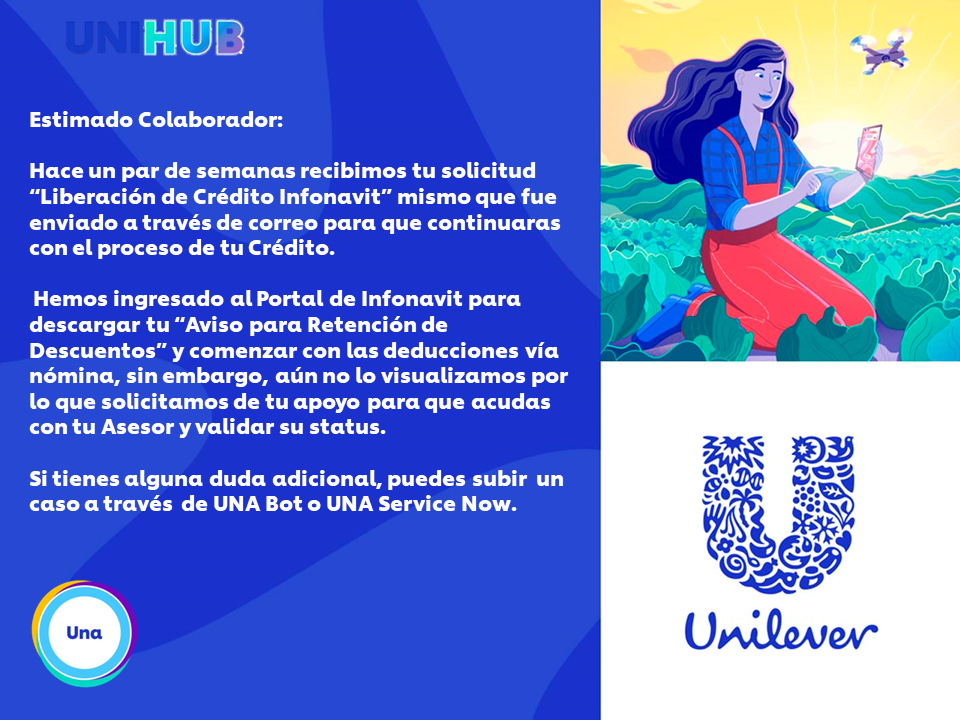 UNIHUB
Estimado Colaborador:
Hace un par de semanas recibimos tu solicitud
“Liberación de Crédito Infonavit” mismo que fue
enviado a través de correo para que continuaras
con el proceso de tu Crédito.
Hemos ingresado al Portal de Infonavit para
descargar tu “Aviso para Retención de
Descuentos” y comenzar con las deducciones vía
nómina, sin embargo, aún no lo visualizamos por
lo que solicitamos de tu apoyo para que acudas
con tu Asesor y validar su status.
Si tienes alguna duda adicional, puedes subir un
caso a través de UNA Bot o UNA Service Now.
Una
Unilever